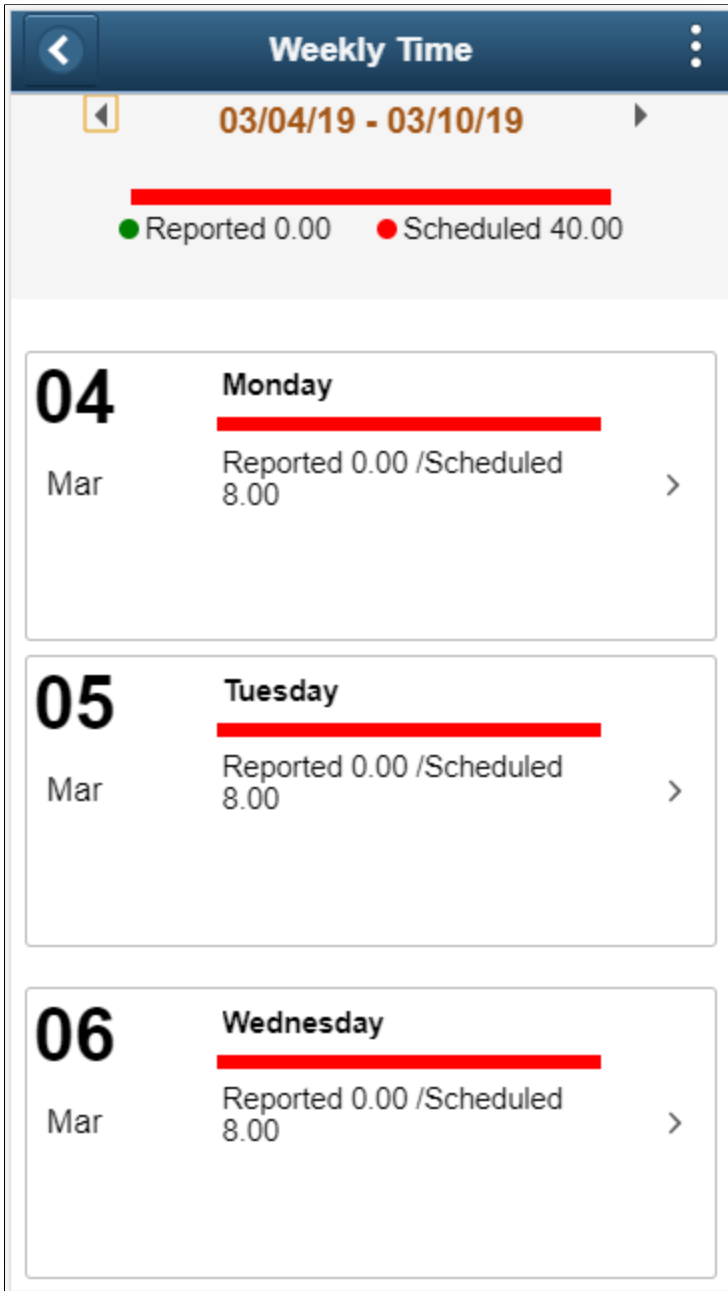 Weekly Time
03/04/19 - 03/10/19
Reported 0.00 Scheduled 40.00
04 Monday
Mar Reported 0.00 /Scheduled
8.00
05 Tuesday
Mar Reported 0.00 /Scheduled
8.00
06 Wednesday
Mar Reported 0.00 /Scheduled
8.00